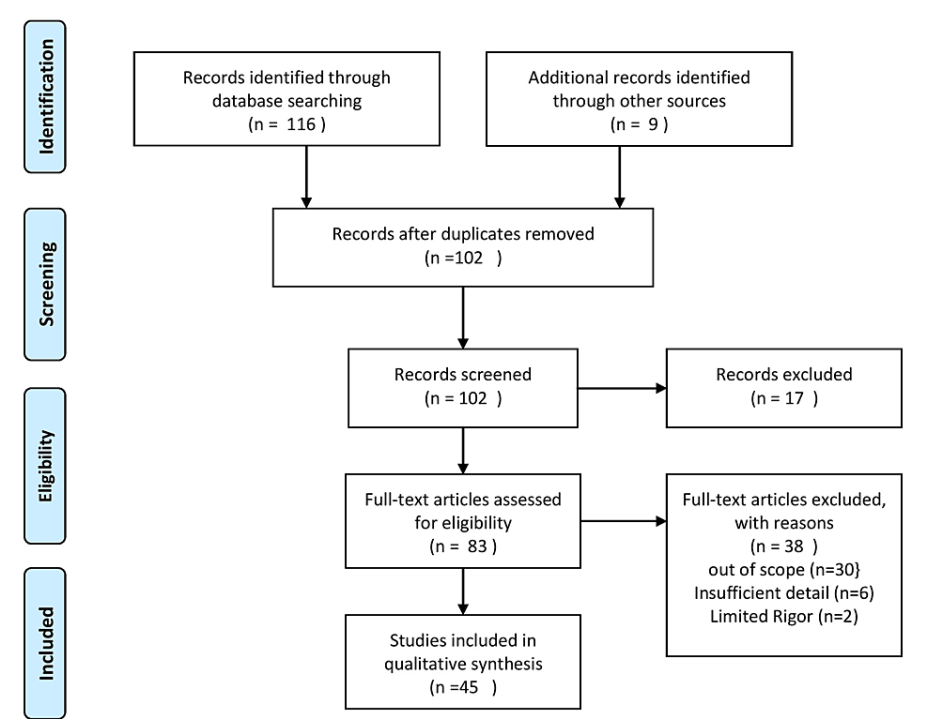 Identification
Records identified through
database searching
(n = 116 )
Additional records identified
through other sources
(n = 9 )
Screening
Records after duplicates removed
(n =102 )
Records screened
(n = 102 )
Records excluded
(n = 17 )
Eligibility
Full-text articles assessed
for eligibility
(n = 83 )
Full-text articles excluded,
with reasons
(n = 38 )
out of scope (n=30}
Insufficient detail (n=6)
Limited Rigor (n=2)
Included
Studies included in
qualitative synthesis
(n =45 )